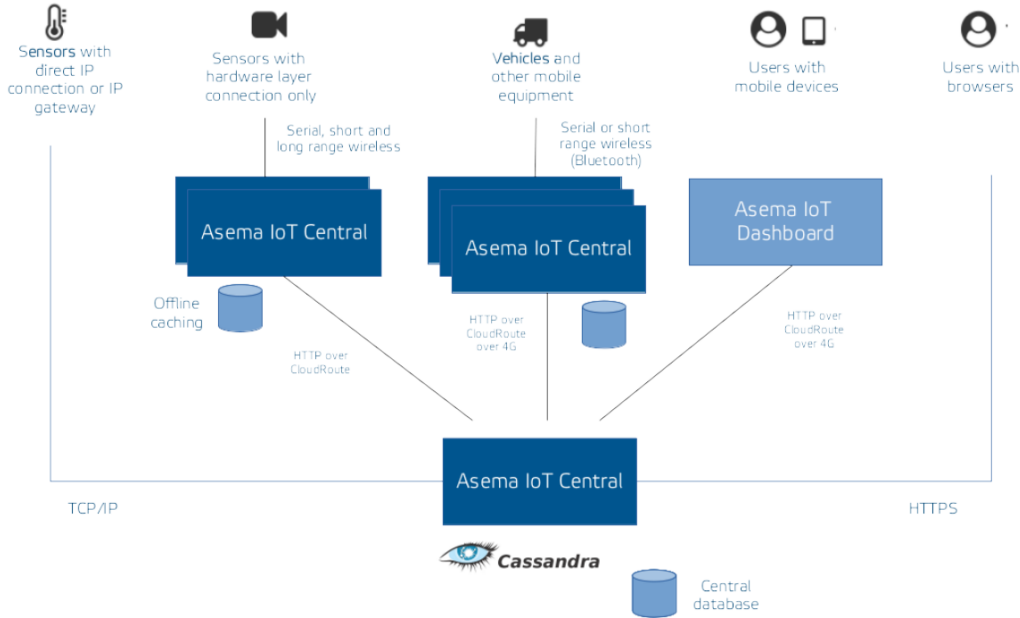 Sensors with
direct IP
connection or IP
gateway
Sensors with
hardware layer
connection only
Vehicles and
other mobile
equipment
Users with
mobile devices
Users with
browsers
Serial, short and
long range wireless
Serial or short
range wireless
(Bluetooth)
Asema IoT Central
Asema IoT Central
Asema IoT
Dashboard
Offline
caching
HTTP over
CloudRoute
HTTP over
CloudRoute
over 4G
HTTP over
CloudRoute
over 4G
Asema IoT Central
TCP/IP
HTTPS
Cassandra
Central
database